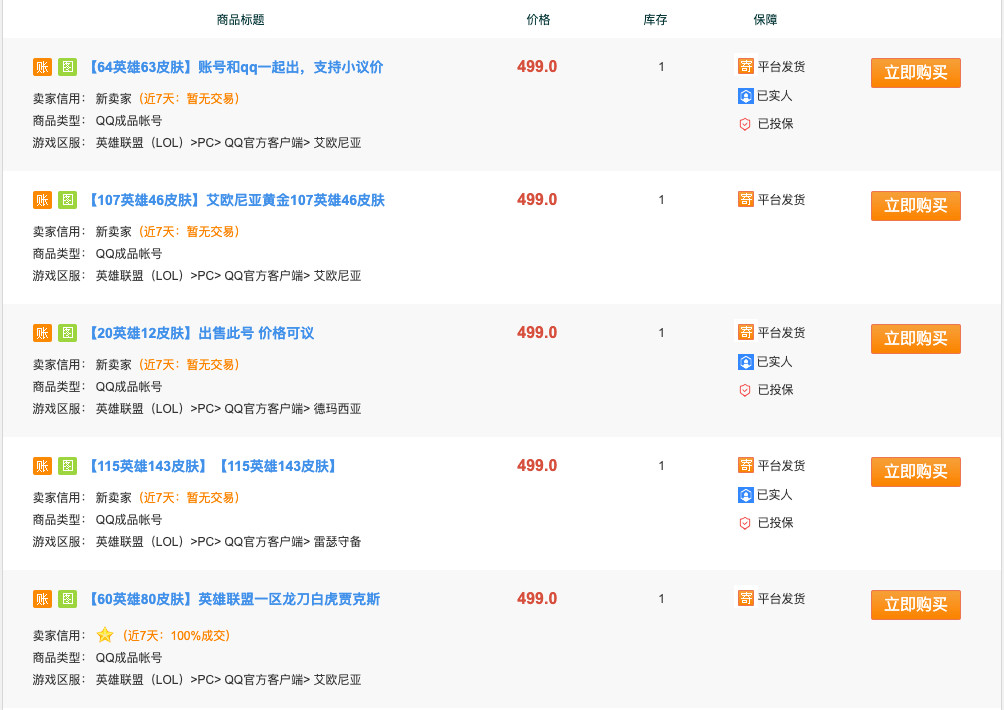 商品标题 价格 库存 保障
账 图 【64英雄63皮肤】账号和qq一起出，支持小议价 499.0 1 寄 平台发货 立即购买
已实人
卖家信用： 新卖家（近7天：暂无交易）
商品类型： QQ成品帐号
已投保
游戏区服： 英雄联盟（LOL）>PC> QQ官方客户端> 艾欧尼亚
账 图 【107英雄46皮肤】艾欧尼亚黄金107英雄46皮肤 499.0 1 寄 平台发货 立即购买
卖家信用： 新卖家（近7天：暂无交易）
商品类型： QQ成品帐号
游戏区服： 英雄联盟（LOL）>PC> QQ官方客户端> 艾欧尼亚
账 图 【20英雄12皮肤】出售此号 价格可议 499.0 1 寄 平台发货 立即购买
已实人
卖家信用： 新卖家（近7天：暂无交易）
商品类型： QQ成品帐号
已投保
游戏区服： 英雄联盟（LOL）>PC> QQ官方客户端> 德玛西亚
账 图 【115英雄143皮肤】【115英雄143皮肤】 499.0 1 寄 平台发货 立即购买
已实人
卖家信用： 新卖家（近7天：暂无交易）
商品类型： QQ成品帐号
已投保
游戏区服： 英雄联盟（LOL）>PC> QQ官方客户端> 雷瑟守备
账 图 【60英雄80皮肤】英雄联盟一区龙刀白虎贾克斯 499.0 1 寄 平台发货 立即购买
卖家信用： （近7天：100%成交）
商品类型： QQ成品帐号
游戏区服： 英雄联盟（LOL）>PC> QQ官方客户端> 艾欧尼亚